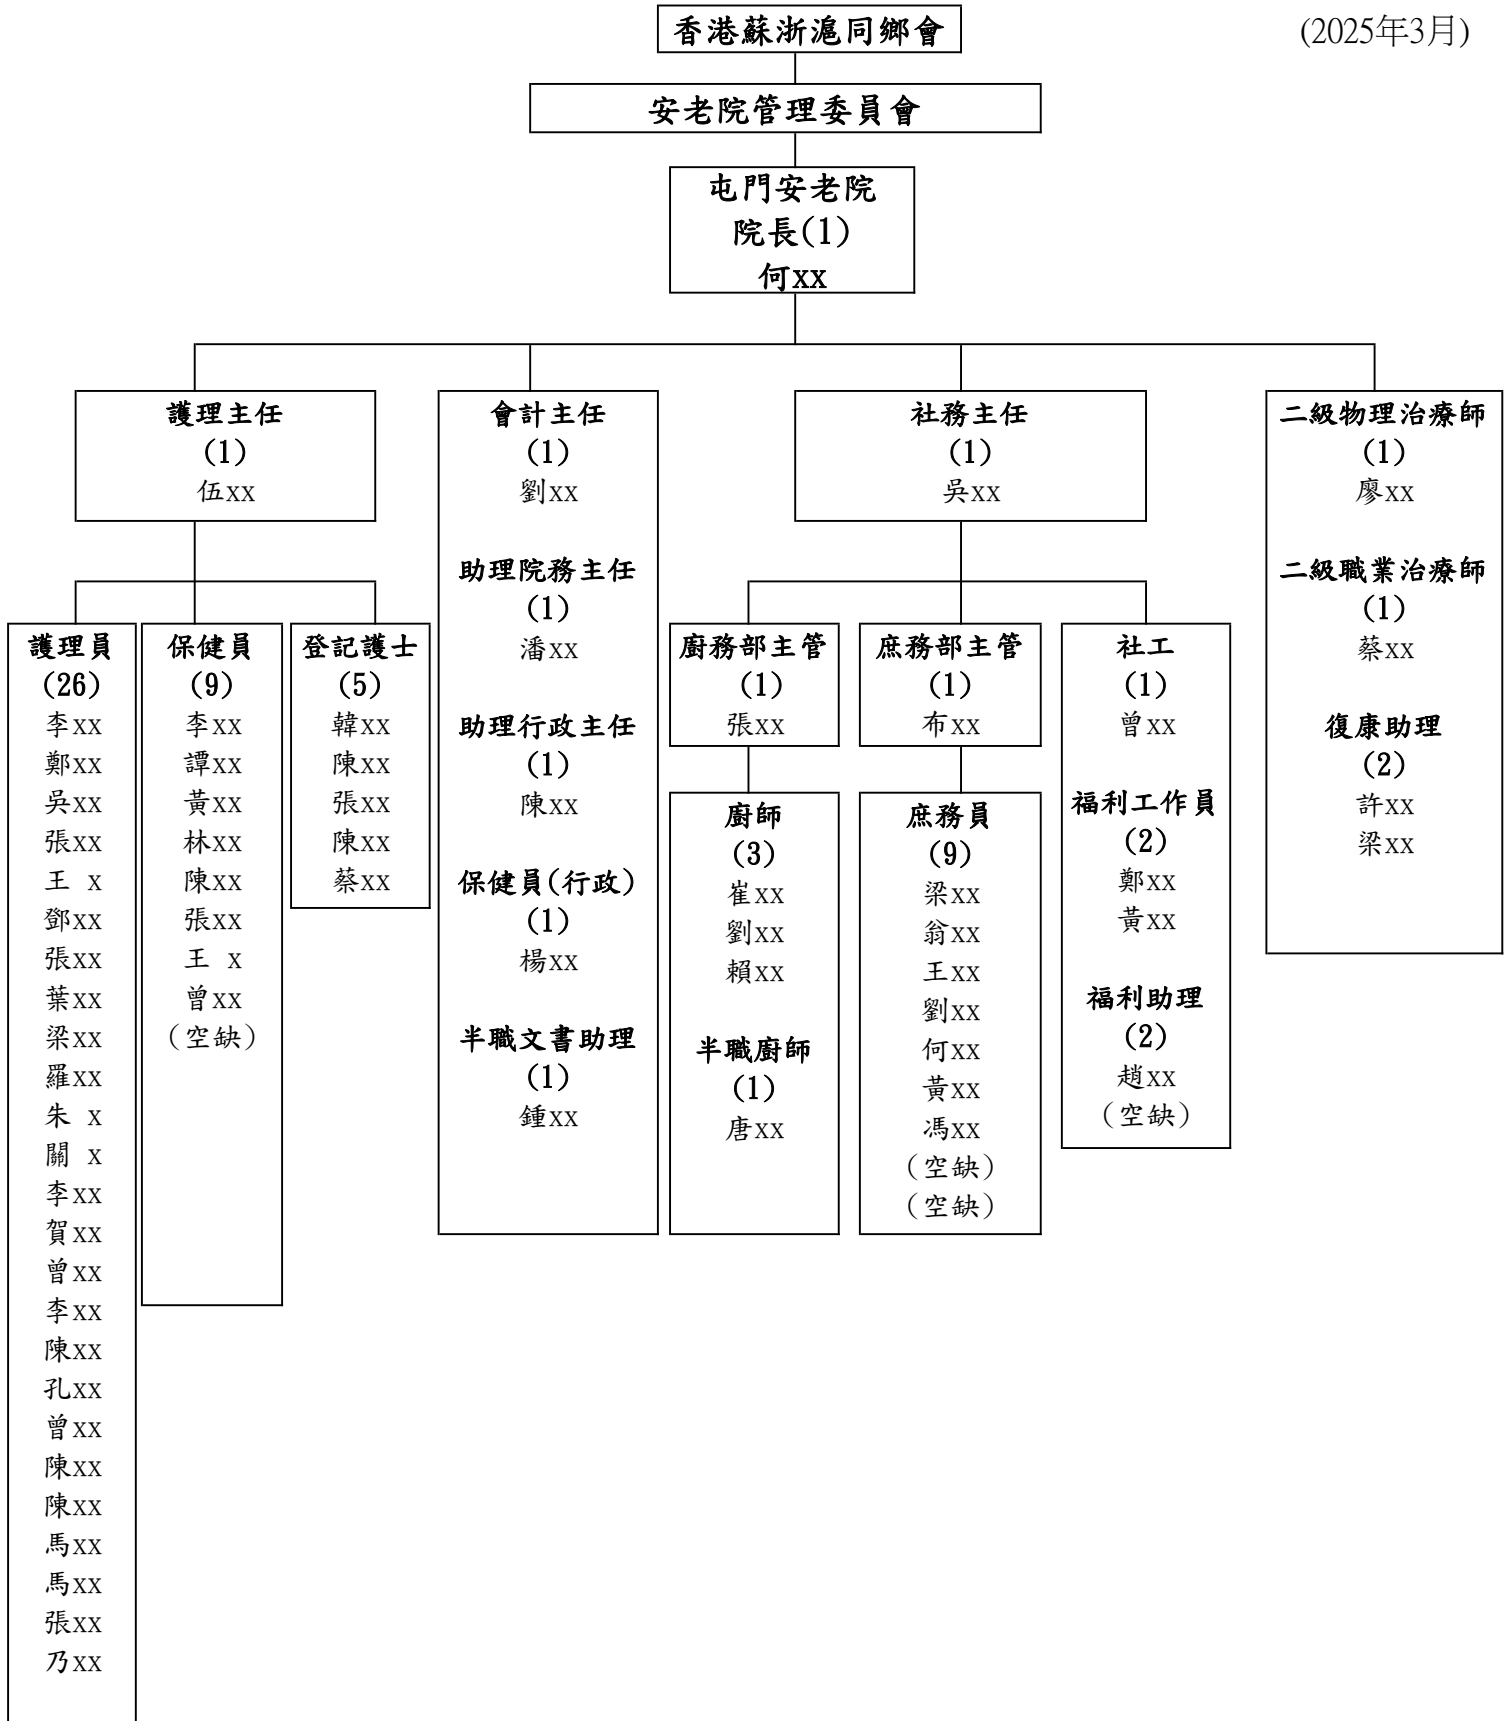 香港蘇浙滬同鄉會
(2025年3月)
安老院管理委員會
屯門安老院
院長(1)
何xx
護理主任
(1)
伍xx
會計主任
(1)
劉xx
助理院務主任
(1)
潘xx
助理行政主任
(1)
陳xx
保健員(行政)
(1)
楊xx
半職文書助理
(1)
鍾xx
社務主任
(1)
吳xx
二級物理治療師
(1)
廖xx
二級職業治療師
(1)
蔡xx
復康助理
(2)
許xx
梁xx
護理員
(26)
李xx
鄭xx
吳xx
張xx
王 x
鄧xx
張xx
葉xx
梁xx
羅xx
朱 x
關 x
李xx
賀xx
曾xx
李xx
陳xx
孔xx
曾xx
陳xx
陳xx
馬xx
馬xx
張xx
乃xx
保健員
(9)
李xx
譚xx
黃xx
林xx
陳xx
張xx
王 x
曾xx
(空缺)
登記護士
(5)
韓xx
陳xx
張xx
陳xx
蔡xx
廚務部主管
(1)
張xx
廚師
(3)
崔xx
劉xx
賴xx
半職廚師
(1)
唐xx
庶務部主管
(1)
布xx
庶務員
(9)
梁xx
翁xx
王xx
劉xx
何xx
黃xx
馮xx
(空缺)
(空缺)
社工
(1)
曾xx
福利工作員
(2)
鄭xx
黃xx
福利助理
(2)
趙xx
(空缺)